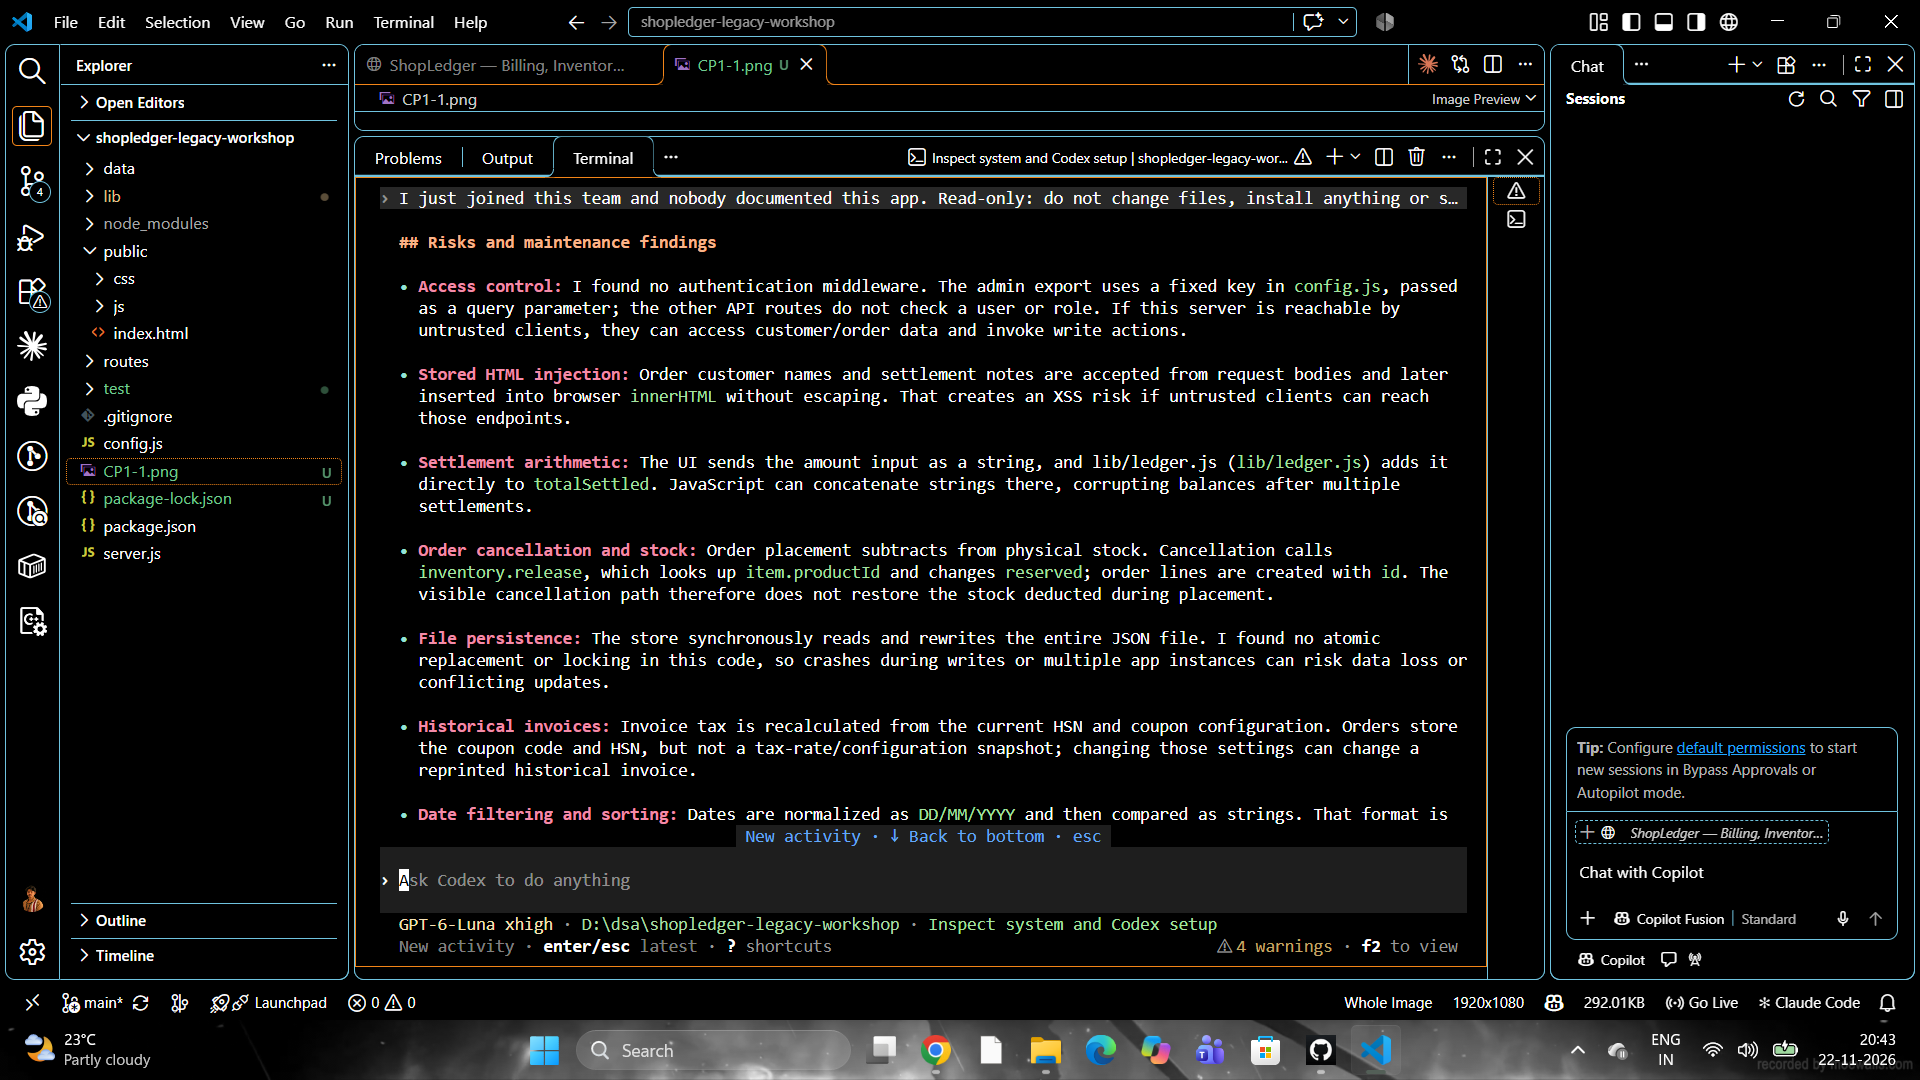 File Edit Selection View Go Run Terminal Help
shopledger-legacy-workshop
Explorer
Open Editors
shopledger-legacy-workshop
data
lib
node_modules
public
css
js
index.html
routes
test
.gitignore
JS config.js
CP1-1.png U
{} package-lock.json U
{} package.json
JS server.js
Outline
Timeline
4
ShopLedger — Billing, Inventor...
CP1-1.png U
CP1-1.png
Image Preview
Problems Output Terminal
Inspect system and Codex setup | shopledger-legacy-wor...
› I just joined this team and nobody documented this app. Read-only: do not change files, install anything or s…
## Risks and maintenance findings
• Access control: I found no authentication middleware. The admin export uses a fixed key in config.js, passed
as a query parameter; the other API routes do not check a user or role. If this server is reachable by
untrusted clients, they can access customer/order data and invoke write actions.
• Stored HTML injection: Order customer names and settlement notes are accepted from request bodies and later
inserted into browser innerHTML without escaping. That creates an XSS risk if untrusted clients can reach
those endpoints.
• Settlement arithmetic: The UI sends the amount input as a string, and lib/ledger.js (lib/ledger.js) adds it
directly to totalSettled. JavaScript can concatenate strings there, corrupting balances after multiple
settlements.
• Order cancellation and stock: Order placement subtracts from physical stock. Cancellation calls
inventory.release, which looks up item.productId and changes reserved; order lines are created with id. The
visible cancellation path therefore does not restore the stock deducted during placement.
• File persistence: The store synchronously reads and rewrites the entire JSON file. I found no atomic
replacement or locking in this code, so crashes during writes or multiple app instances can risk data loss or
conflicting updates.
• Historical invoices: Invoice tax is recalculated from the current HSN and coupon configuration. Orders store
the coupon code and HSN, but not a tax-rate/configuration snapshot; changing those settings can change a
reprinted historical invoice.
• Date filtering and sorting: Dates are normalized as DD/MM/YYYY and then compared as strings. That format is
New activity · ↓ Back to bottom · esc
› Ask Codex to do anything
GPT-6-Luna xhigh · D:\dsa\shopledger-legacy-workshop · Inspect system and Codex setup
New activity · enter/esc latest · ? shortcuts
⚠4 warnings · f2 to view
Chat
Sessions
Tip: Configure default permissions to start
new sessions in Bypass Approvals or
Autopilot mode.
ShopLedger — Billing, Inventor...
Chat with Copilot
Copilot Fusion | Standard
Copilot
main* Launchpad 0 0
Whole Image 1920x1080 292.01KB Go Live Claude Code
23°C
Partly cloudy
Search
ENG
IN
20:43
22-11-2026